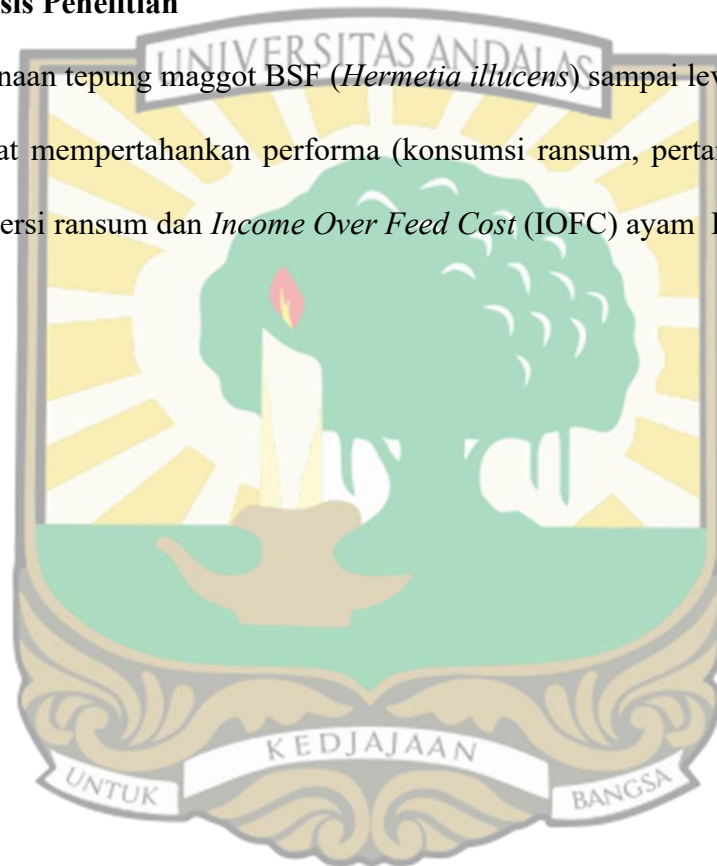 sis Penelitian
UNIVERSITAS ANDALAS
naan tepung maggot BSF (Hermetia illucens) sampai lev
at mempertahankan performa (konsumsi ransum, perta
ersi ransum dan Income Over Feed Cost (IOFC) ayam
KEDJAJAAN
UNTUK
BANGSA